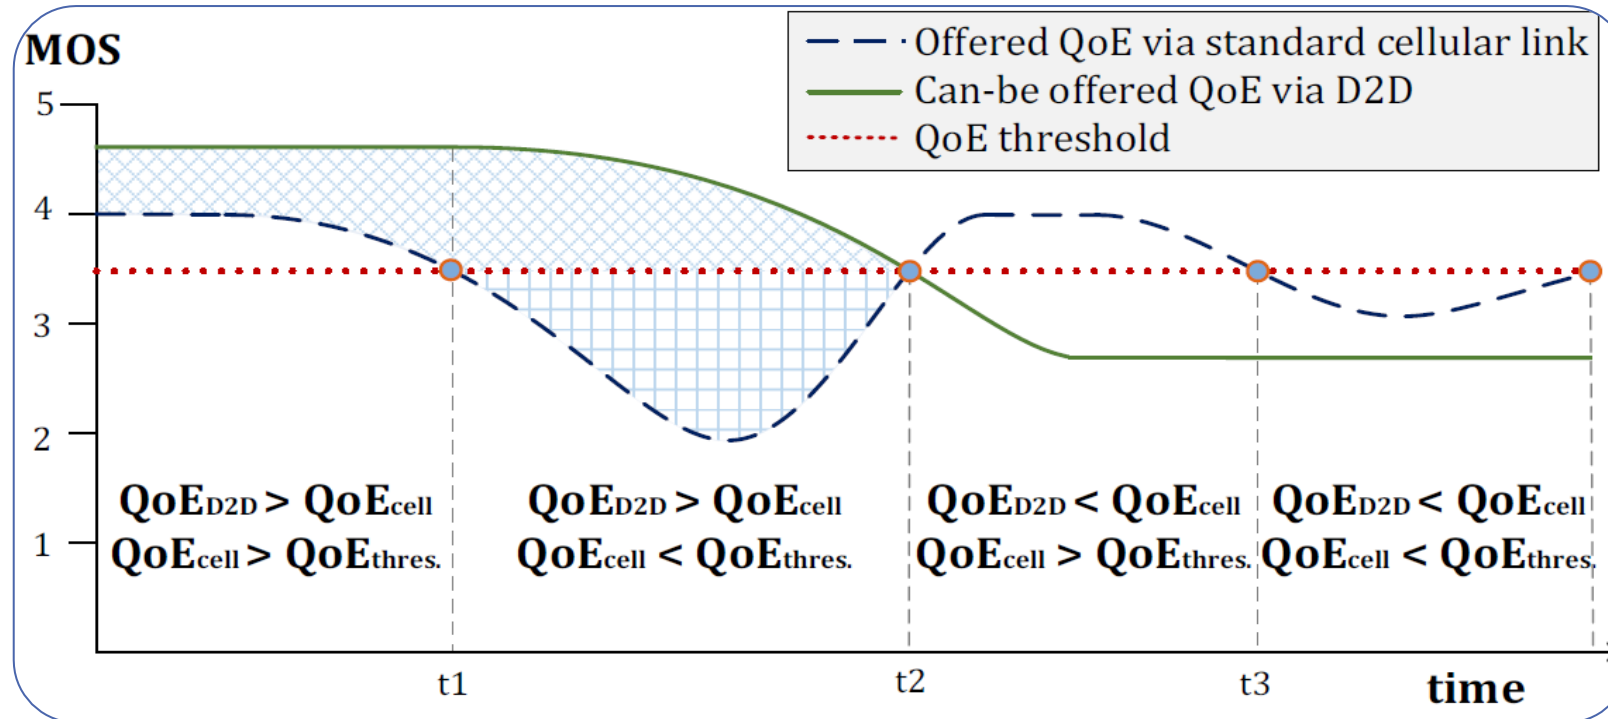 MOS
Offered QoE via standard cellular link
Can-be offered QoE via D2D
QoE threshold
5
4
3
2
1
QoED2D > QoEcell
QoEcell > QoEthres.
QoED2D > QoEcell
QoEcell < QoEthres.
QoED2D < QoEcell
QoEcell > QoEthres.
QoED2D < QoEcell
QoEcell < QoEthres.
t1
t2
t3
time